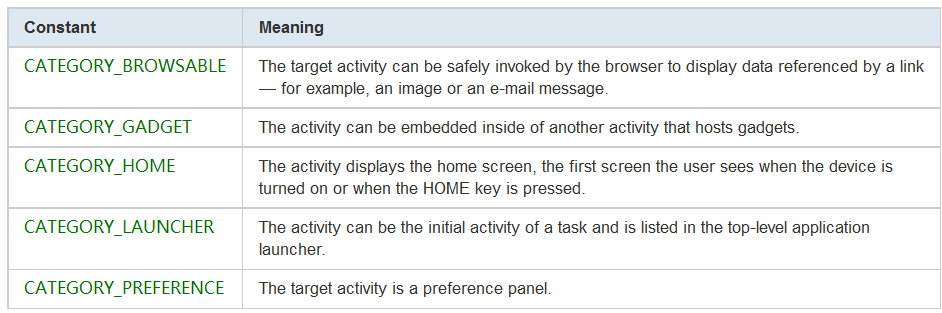 Constant Meaning
CATEGORY_BROWSABLE The target activity can be safely invoked by the browser to display data referenced by a link
— for example, an image or an e-mail message.
CATEGORY_GADGET The activity can be embedded inside of another activity that hosts gadgets.
CATEGORY_HOME The activity displays the home screen, the first screen the user sees when the device is
turned on or when the HOME key is pressed.
CATEGORY_LAUNCHER The activity can be the initial activity of a task and is listed in the top-level application
launcher.
CATEGORY_PREFERENCE The target activity is a preference panel.